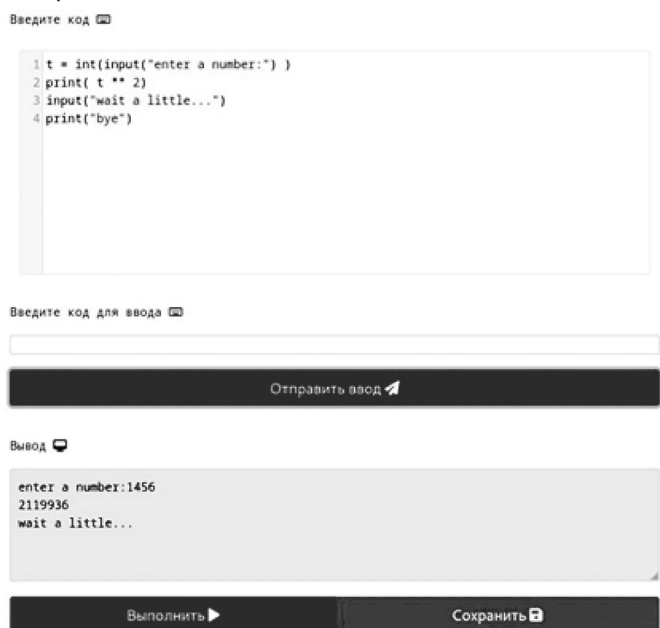 Введите код
1 t = int(input("enter a number:") )
2 print( t ** 2)
3 input("wait a little...")
4 print("bye")
Введите код для ввода
Отправить ввод
Вывод
enter a number:1456
2119936
wait a little...
Выполнить
Сохранить